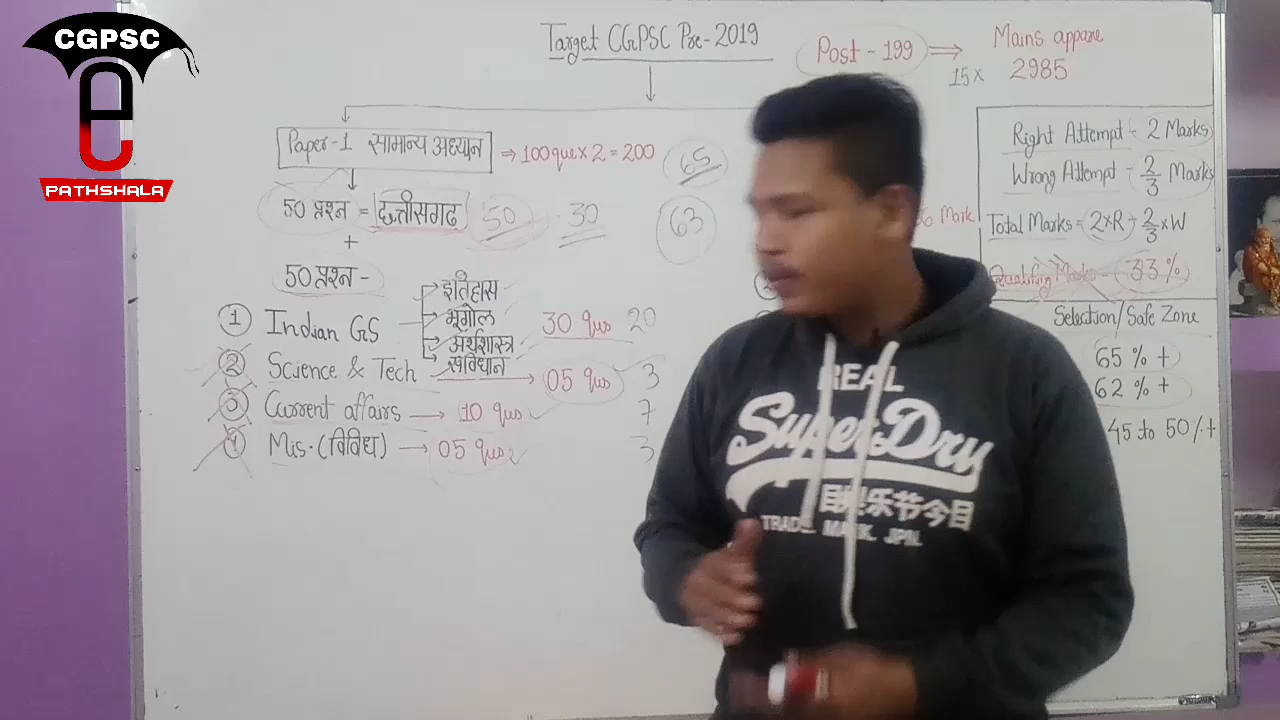 CGPSC
e
PATHSHALA
Target CGPSC Pre-2019
Post - 199 ⇒ Mains appare
15x 2985
Paper-1 सामान्य अध्यान ⇒ 100 que x 2 = 200 65
50 प्रश्न = छत्तीसगढ 50 30 63
+
50 प्रश्न -
① Indian GS इतिहास भूगोल अर्थशास्त्र संविधान 30 qus 20
② Science & Tech → 05 qus 3
③ Current affairs → 10 qus 7
④ Mis. (विविध) → 05 qus 3
Mark
Right Attempt - 2 Marks
Wrong Attempt - 2/3 Marks
Total Marks = 2xR - 2/3 x W
Qualifying Marks - 33%
Selection/Safe Zone
65 % +
62 % +
45 to 50 % +
REAL
SuperDry
TRADE. MARK. JPN.